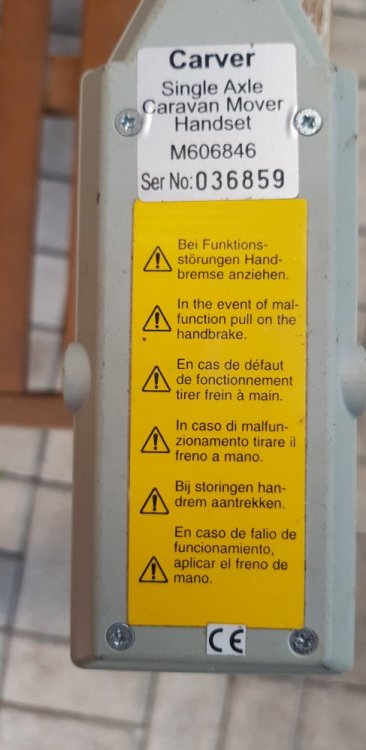 Carver
Single Axle
Caravan Mover
Handset
M606846
Ser No: 036859
Bei Funktions-
störungen Hand-
bremse anziehen.
In the event of mal-
function pull on the
handbrake.
En cas de défaut
de fonctionnement
tirer frein à main.
In caso di malfun-
zionamento tirare il
freno a mano.
Bij storingen han-
drem aantrekken.
En caso de falio de
funcionamiento,
aplicar el freno de
mano.
CE